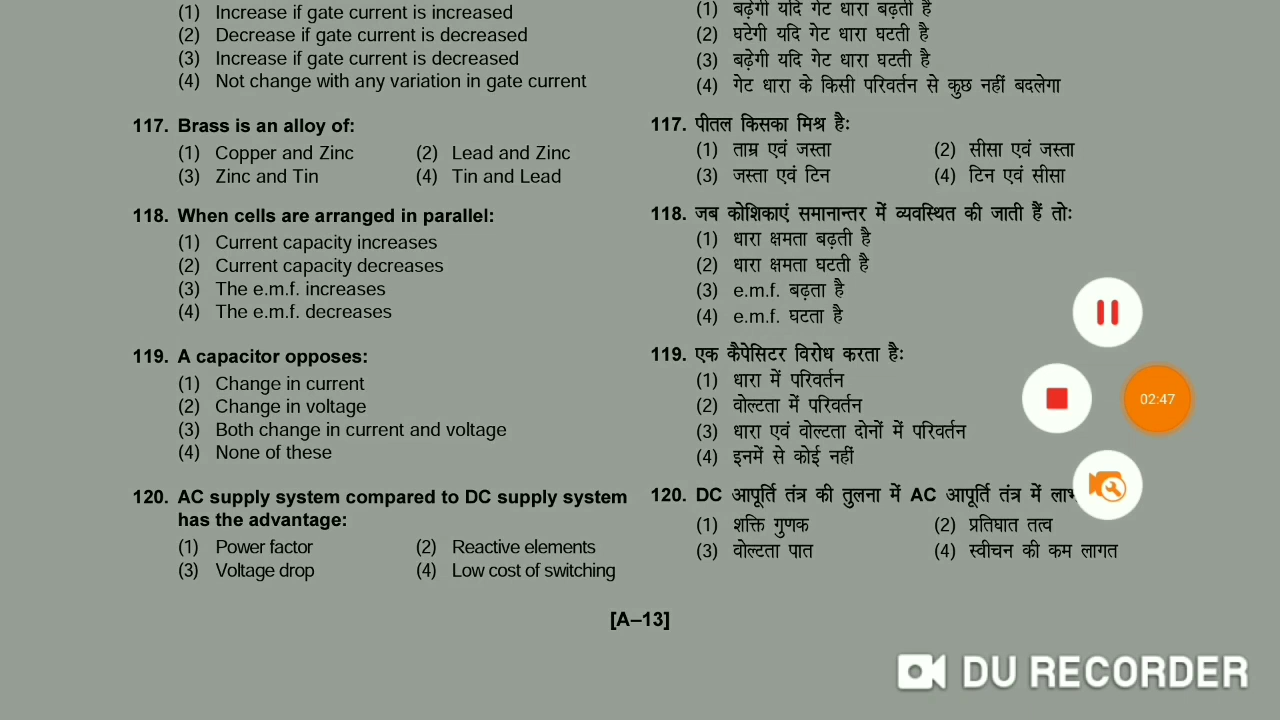 (1) Increase if gate current is increased
(2) Decrease if gate current is decreased
(3) Increase if gate current is decreased
(4) Not change with any variation in gate current
117. Brass is an alloy of:
(1) Copper and Zinc (2) Lead and Zinc
(3) Zinc and Tin (4) Tin and Lead
118. When cells are arranged in parallel:
(1) Current capacity increases
(2) Current capacity decreases
(3) The e.m.f. increases
(4) The e.m.f. decreases
119. A capacitor opposes:
(1) Change in current
(2) Change in voltage
(3) Both change in current and voltage
(4) None of these
120. AC supply system compared to DC supply system
has the advantage:
(1) Power factor (2) Reactive elements
(3) Voltage drop (4) Low cost of switching
(1) बढ़ेगी यदि गेट धारा बढ़ती है
(2) घटेगी यदि गेट धारा घटती है
(3) बढ़ेगी यदि गेट धारा घटती है
(4) गेट धारा के किसी परिवर्तन से कुछ नहीं बदलेगा
117. पीतल किसका मिश्र है:
(1) ताम्र एवं जस्ता (2) सीसा एवं जस्ता
(3) जस्ता एवं टिन (4) टिन एवं सीसा
118. जब कोशिकाएं समानान्तर में व्यवस्थित की जाती हैं तो:
(1) धारा क्षमता बढ़ती है
(2) धारा क्षमता घटती है
(3) e.m.f. बढ़ता है
(4) e.m.f. घटता है
119. एक कैपेसिटर विरोध करता है:
(1) धारा में परिवर्तन
(2) वोल्टता में परिवर्तन
(3) धारा एवं वोल्टता दोनों में परिवर्तन
(4) इनमें से कोई नहीं
120. DC आपूर्ति तंत्र की तुलना में AC आपूर्ति तंत्र में
(1) शक्ति गुणक (2) प्रतिघात तत्व
(3) वोल्टता पात (4) स्वीचन की कम लागत
[A–13]
02:47
DU RECORDER